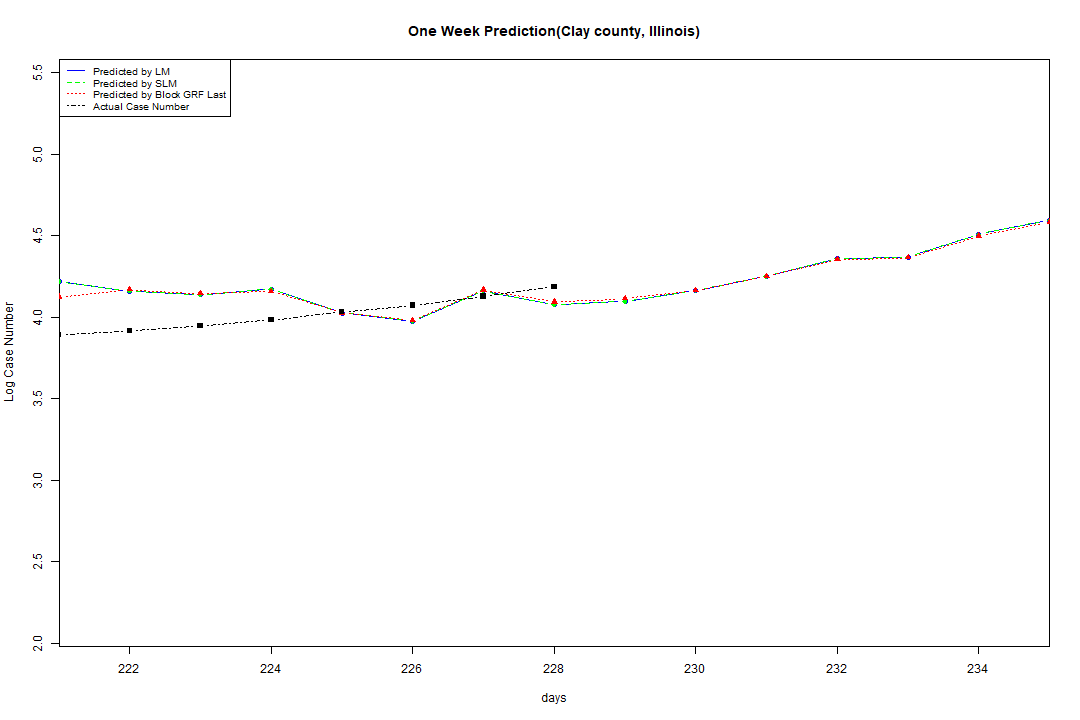 One Week Prediction(Clay county, Illinois)
Predicted by LM
Predicted by SLM
Predicted by Block GRF Last
Actual Case Number
5.5
5.0
4.5
4.0
3.5
3.0
2.5
2.0
Log Case Number
222 224 226 228 230 232 234
days